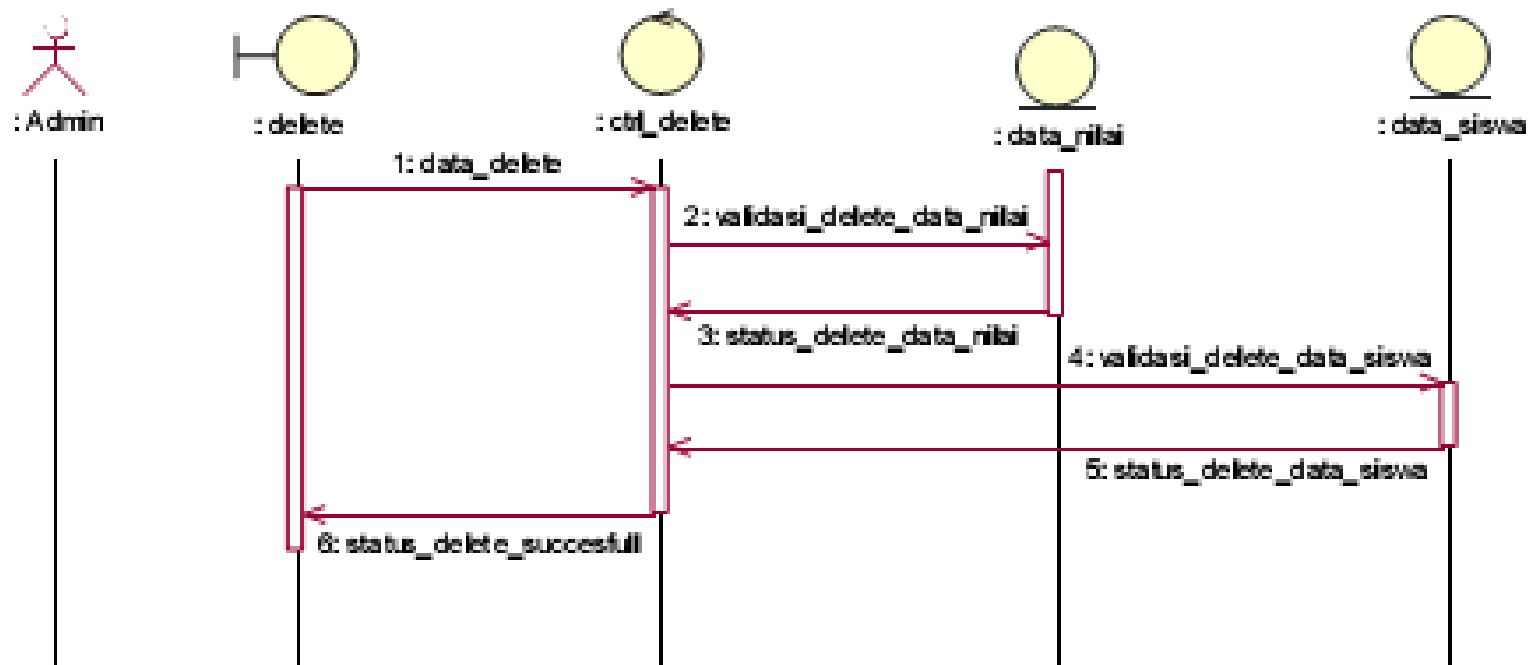 : Admin
: delete
: ctrl_delete
: data_nilai
: data_siswa
1: data_delete
2: validasi_delete_data_nilai
3: status_delete_data_nilai
4: validasi_delete_data_siswa
5: status_delete_data_siswa
6: status_delete_succesfull